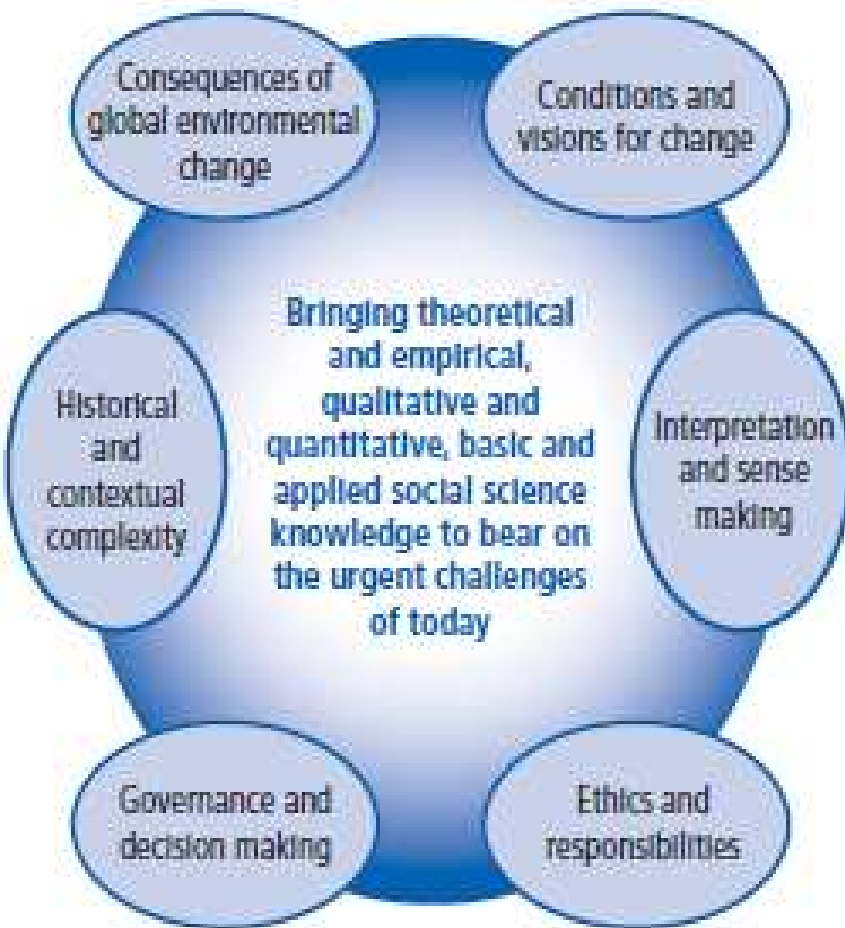 Consequences of
global environmental
change
Conditions and
visions for change
Historical
and
contextual
complexity
Bringing theoretical
and empirical,
qualitative and
quantitative, basic and
applied social science
knowledge to bear on
the urgent challenges
of today
Interpretation
and sense
making
Governance and
decision making
Ethics and
responsibilities